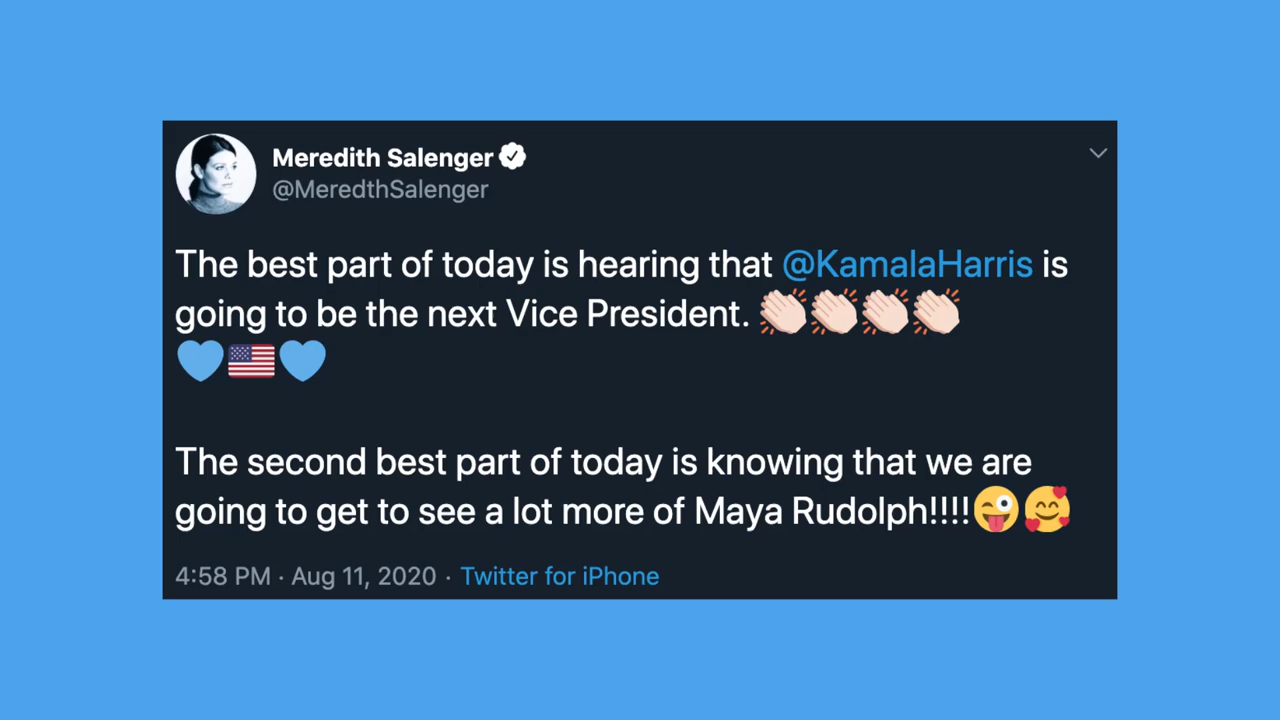 Meredith Salenger
@MeredthSalenger
The best part of today is hearing that @KamalaHarris is
going to be the next Vice President. 👏🏻👏🏻👏🏻👏🏻
💙🇺🇸💙
The second best part of today is knowing that we are
going to get to see a lot more of Maya Rudolph!!!!😜🥰
4:58 PM · Aug 11, 2020 · Twitter for iPhone